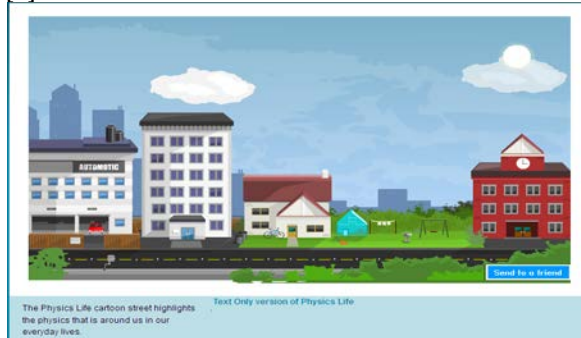 AUTOMOTIC
Send to a friend
The Physics Life cartoon street highlights
the physics that is around us in our
everyday lives.
Text Only version of Physics Life